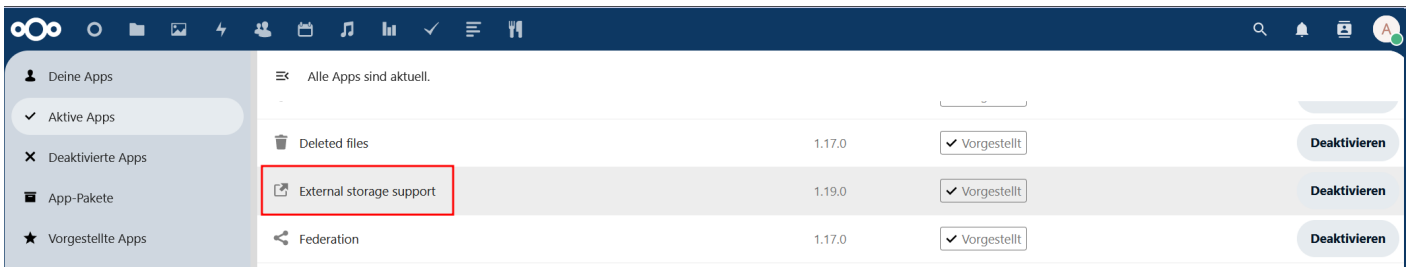 A
Deine Apps
Alle Apps sind aktuell.
Aktive Apps
Deleted files 1.17.0 Vorgestellt Deaktivieren
Deaktivierte Apps
External storage support 1.19.0 Vorgestellt Deaktivieren
App-Pakete
Vorgestellte Apps
Federation 1.17.0 Vorgestellt Deaktivieren